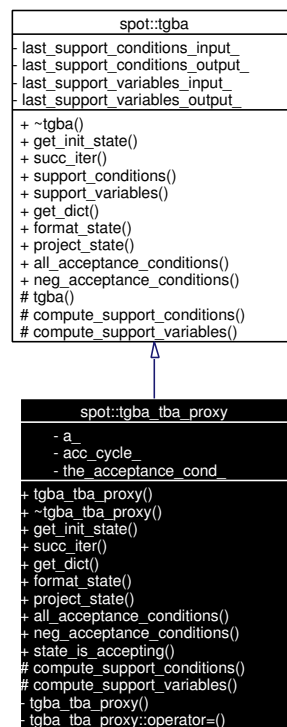 spot::tgba
- last_support_conditions_input_
- last_support_conditions_output_
- last_support_variables_input_
- last_support_variables_output_
+ ~tgba()
+ get_init_state()
+ succ_iter()
+ support_conditions()
+ support_variables()
+ get_dict()
+ format_state()
+ project_state()
+ all_acceptance_conditions()
+ neg_acceptance_conditions()
# tgba()
# compute_support_conditions()
# compute_support_variables()
spot::tgba_tba_proxy
- a_
- acc_cycle_
- the_acceptance_cond_
+ tgba_tba_proxy()
+ ~tgba_tba_proxy()
+ get_init_state()
+ succ_iter()
+ get_dict()
+ format_state()
+ project_state()
+ all_acceptance_conditions()
+ neg_acceptance_conditions()
+ state_is_accepting()
# compute_support_conditions()
# compute_support_variables()
- tgba_tba_proxy()
- tgba_tba_proxy::operator=()